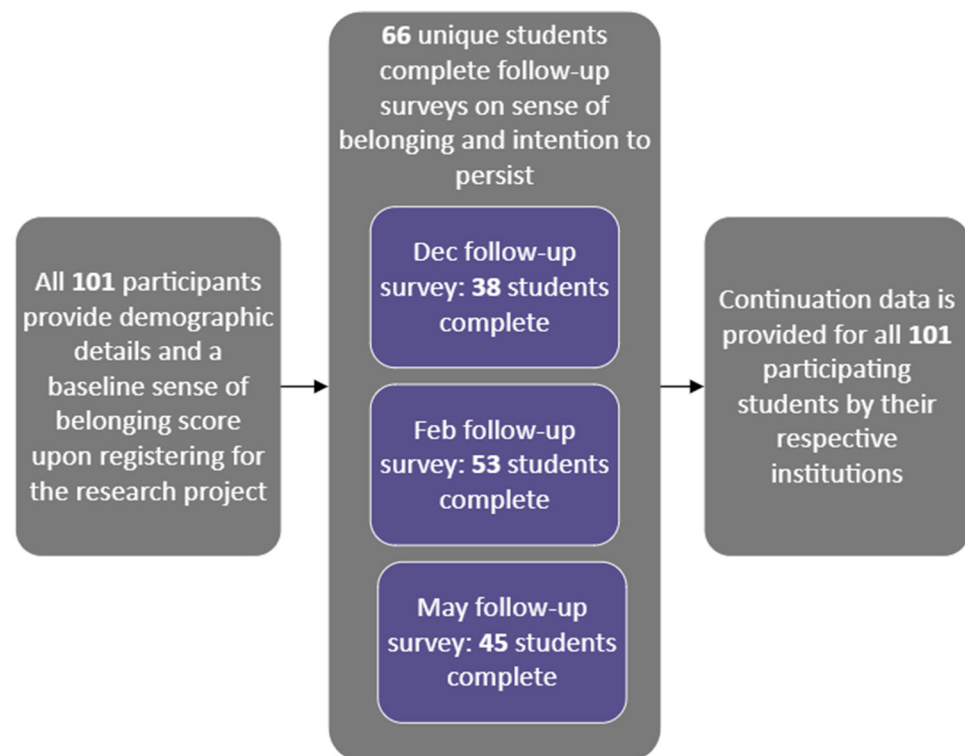 All 101 participants
provide demographic
details and a
baseline sense of
belonging score
upon registering for
the research project
66 unique students
complete follow-up
surveys on sense of
belonging and intention to
persist
Dec follow-up
survey: 38 students
complete
Feb follow-up
survey: 53 students
complete
May follow-up
survey: 45 students
complete
Continuation data is
provided for all 101
participating
students by their
respective
institutions